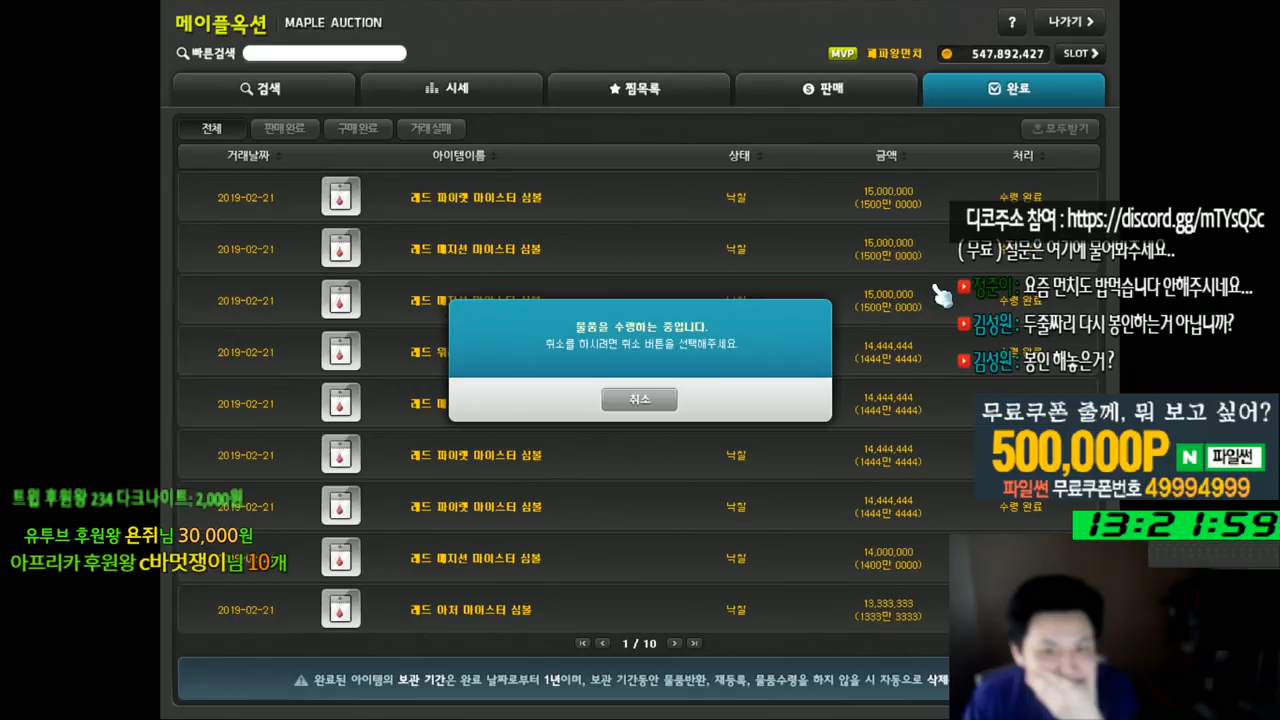 메이플옥션 MAPLE AUCTION
? 나가기
빠른검색
MVP 폐파왕먼치 547,892,427 SLOT
검색 시세 찜목록 판매 완료
전체 판매 완료 구매 완료 거래 실패 모두받기
거래날짜 아이템이름 상태 금액 처리
2019-02-21 레드 파이렛 마이스터 심볼 낙찰 15,000,000 수령 완료
(1500만 0000)
2019-02-21 레드 매지션 마이스터 심볼 낙찰 15,000,000
(1500만 0000)
2019-02-21 레드 15,000,000 수령 완료
(1500만 0000)
2019-02-21 레드 14,444,444
(1444만 4444)
2019-02-21 레드 14,444,444
(1444만 4444)
2019-02-21 레드 파이렛 마이스터 심볼 낙찰 14,444,444
(1444만 4444)
2019-02-21 레드 매지션 마이스터 심볼 낙찰 14,444,444 수령 완료
(1444만 4444)
2019-02-21 레드 매지션 마이스터 심볼 낙찰 14,000,000
(1400만 0000)
2019-02-21 레드 아처 마이스터 심볼 낙찰 13,333,333
(1333만 3333)
1 / 10
완료된 아이템의 보관 기간은 완료 날짜로부터 1년이며, 보관 기간동안 물품반환, 재등록, 물품수령을 하지 않을 시 자동으로 삭제
물품을 수령하는 중입니다.
취소를 하시려면 취소 버튼을 선택해주세요.
취소
디코주소 참여 : https://discord.gg/mTYsQSc
( 무료 ) 질문은 여기에 물어봐주세요..
정준이 : 요즘 먼치도 밥먹습니다 안해주시네요...
김성원 : 두줄짜리 다시 봉인하는거 아닙니까?
김성원 : 봉인 해놓은거?
무료쿠폰 줄께, 뭐 보고 싶어?
500,000P N 파일썬
파일썬 무료쿠폰번호 49994999
13:21:59
트윕 후원왕 234 다크나이트: 2,000원
유투브 후원왕 욘쥐님 30,000원
아프리카 후원왕 c바멋쟁이님 10개